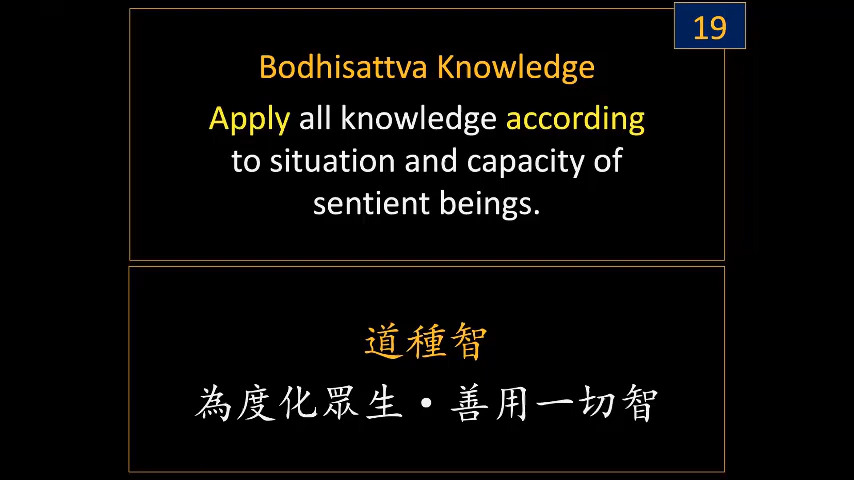 19
Bodhisattva Knowledge
Apply all knowledge according
to situation and capacity of
sentient beings.
道種智
為度化眾生•善用一切智